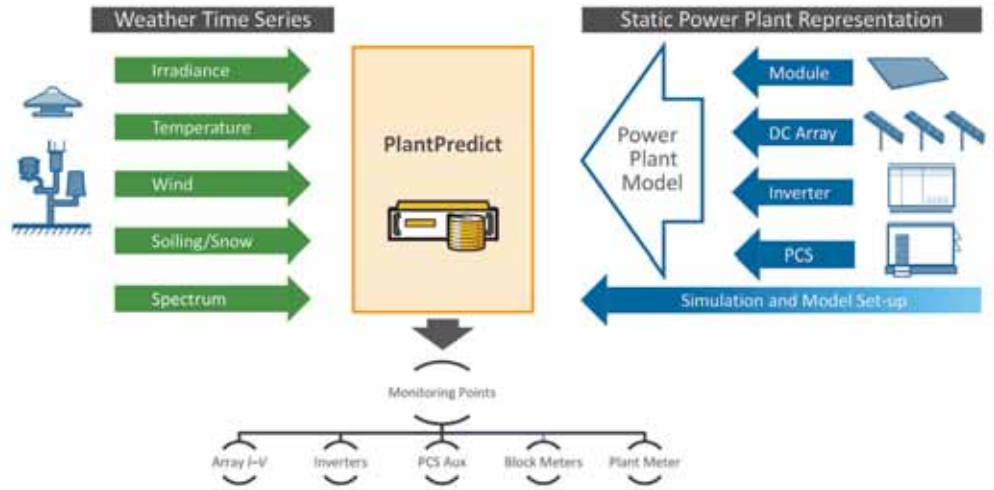 Weather Time Series
Static Power Plant Representation
Irradiance
Temperature
Wind
Soiling/Snow
Spectrum
PlantPredict
Power
Plant
Model
Module
DC Array
Inverter
PCS
Simulation and Model Set-up
Monitoring Points
Array I–V
Inverters
PCS Aux
Block Meters
Plant Meter